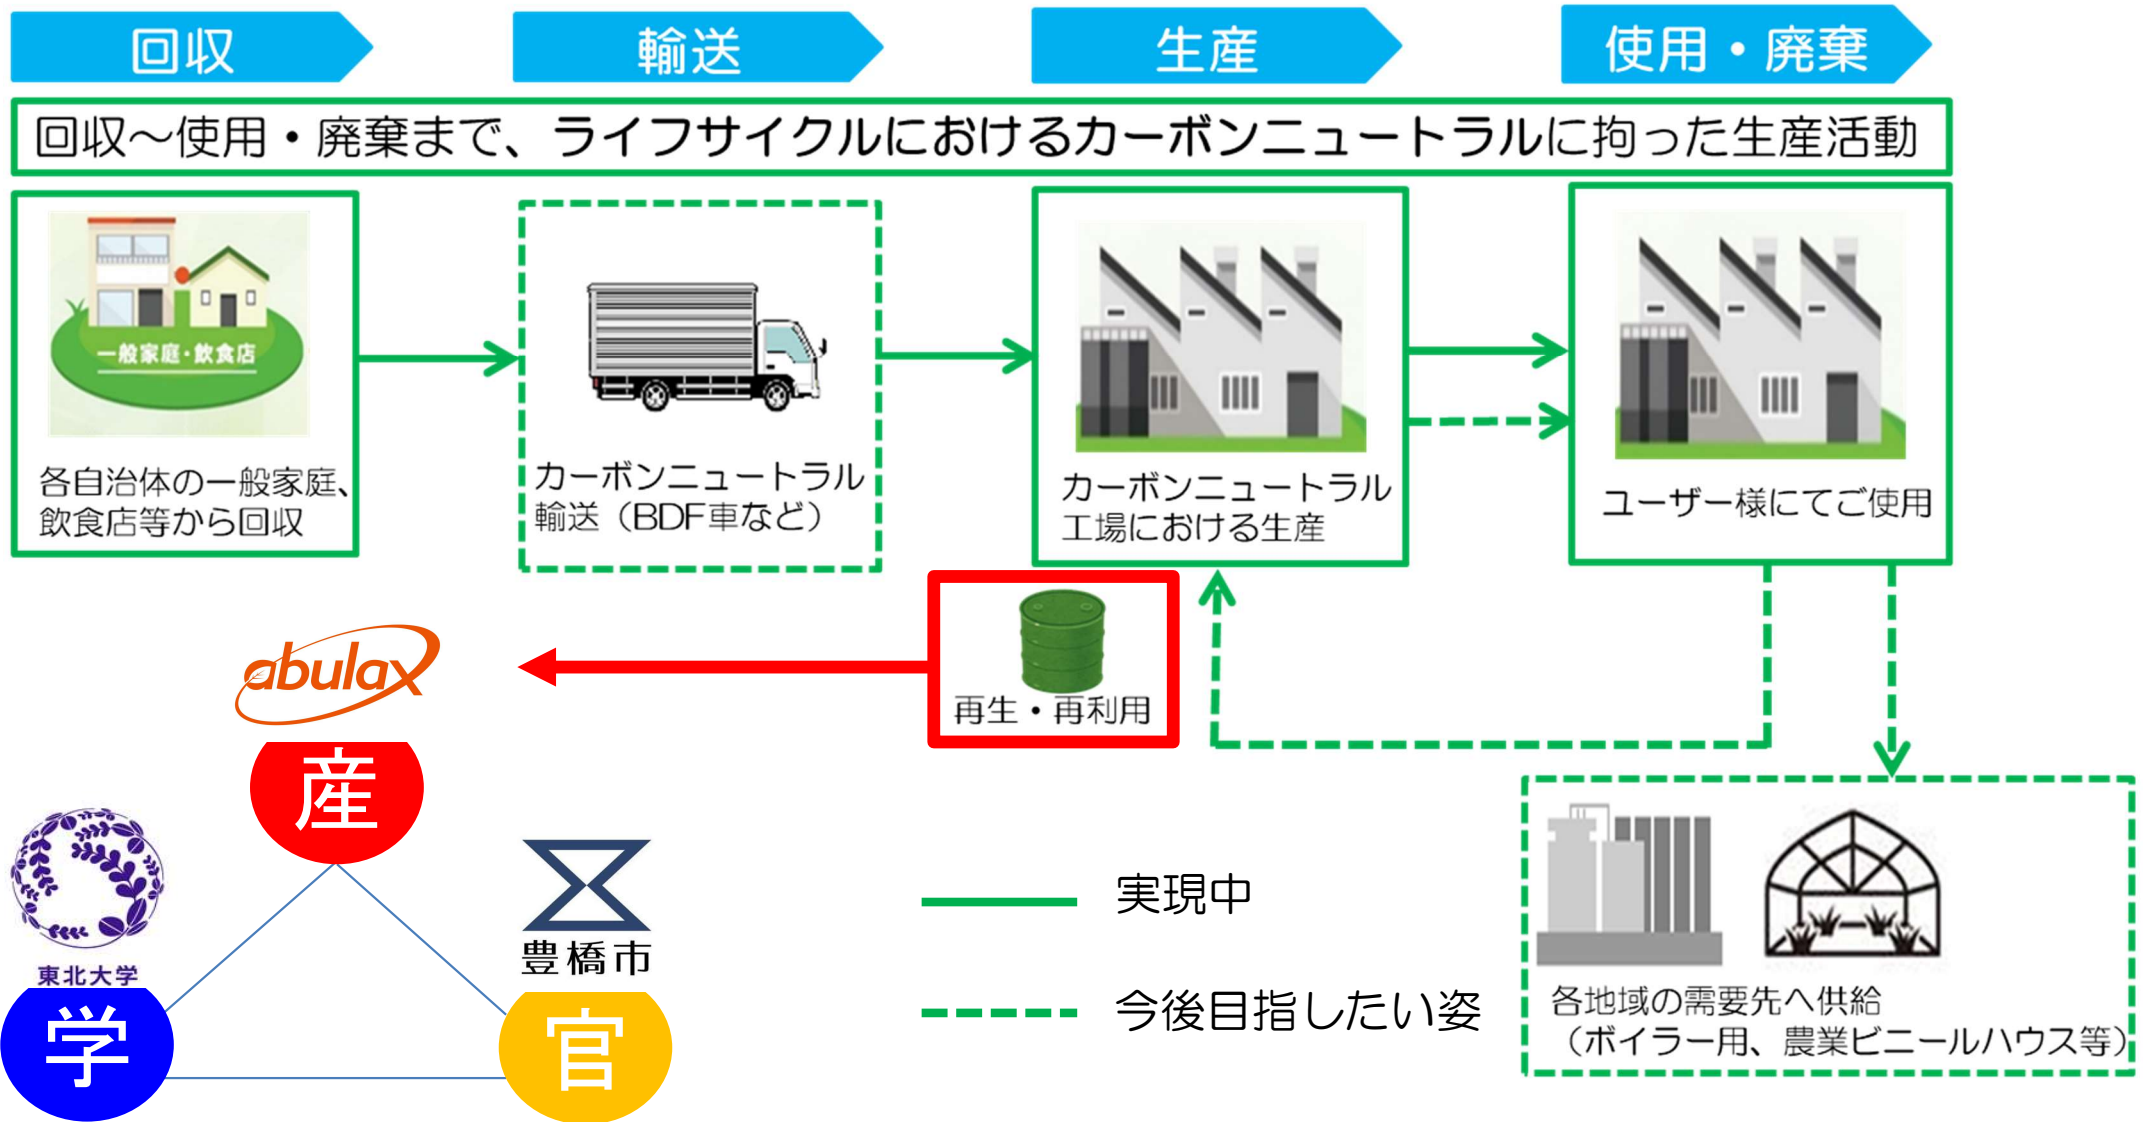 回収
輸送
生産
使用・廃棄
回収～使用・廃棄まで、ライフサイクルにおけるカーボンニュートラルに拘った生産活動
一般家庭・飲食店
各自治体の一般家庭、
飲食店等から回収
カーボンニュートラル
輸送（BDF車など）
カーボンニュートラル
工場における生産
ユーザー様にてご使用
再生・再利用
abulax
産
東北大学
学
豊橋市
官
実現中
今後目指したい姿
各地域の需要先へ供給
（ボイラー用、農業ビニールハウス等）